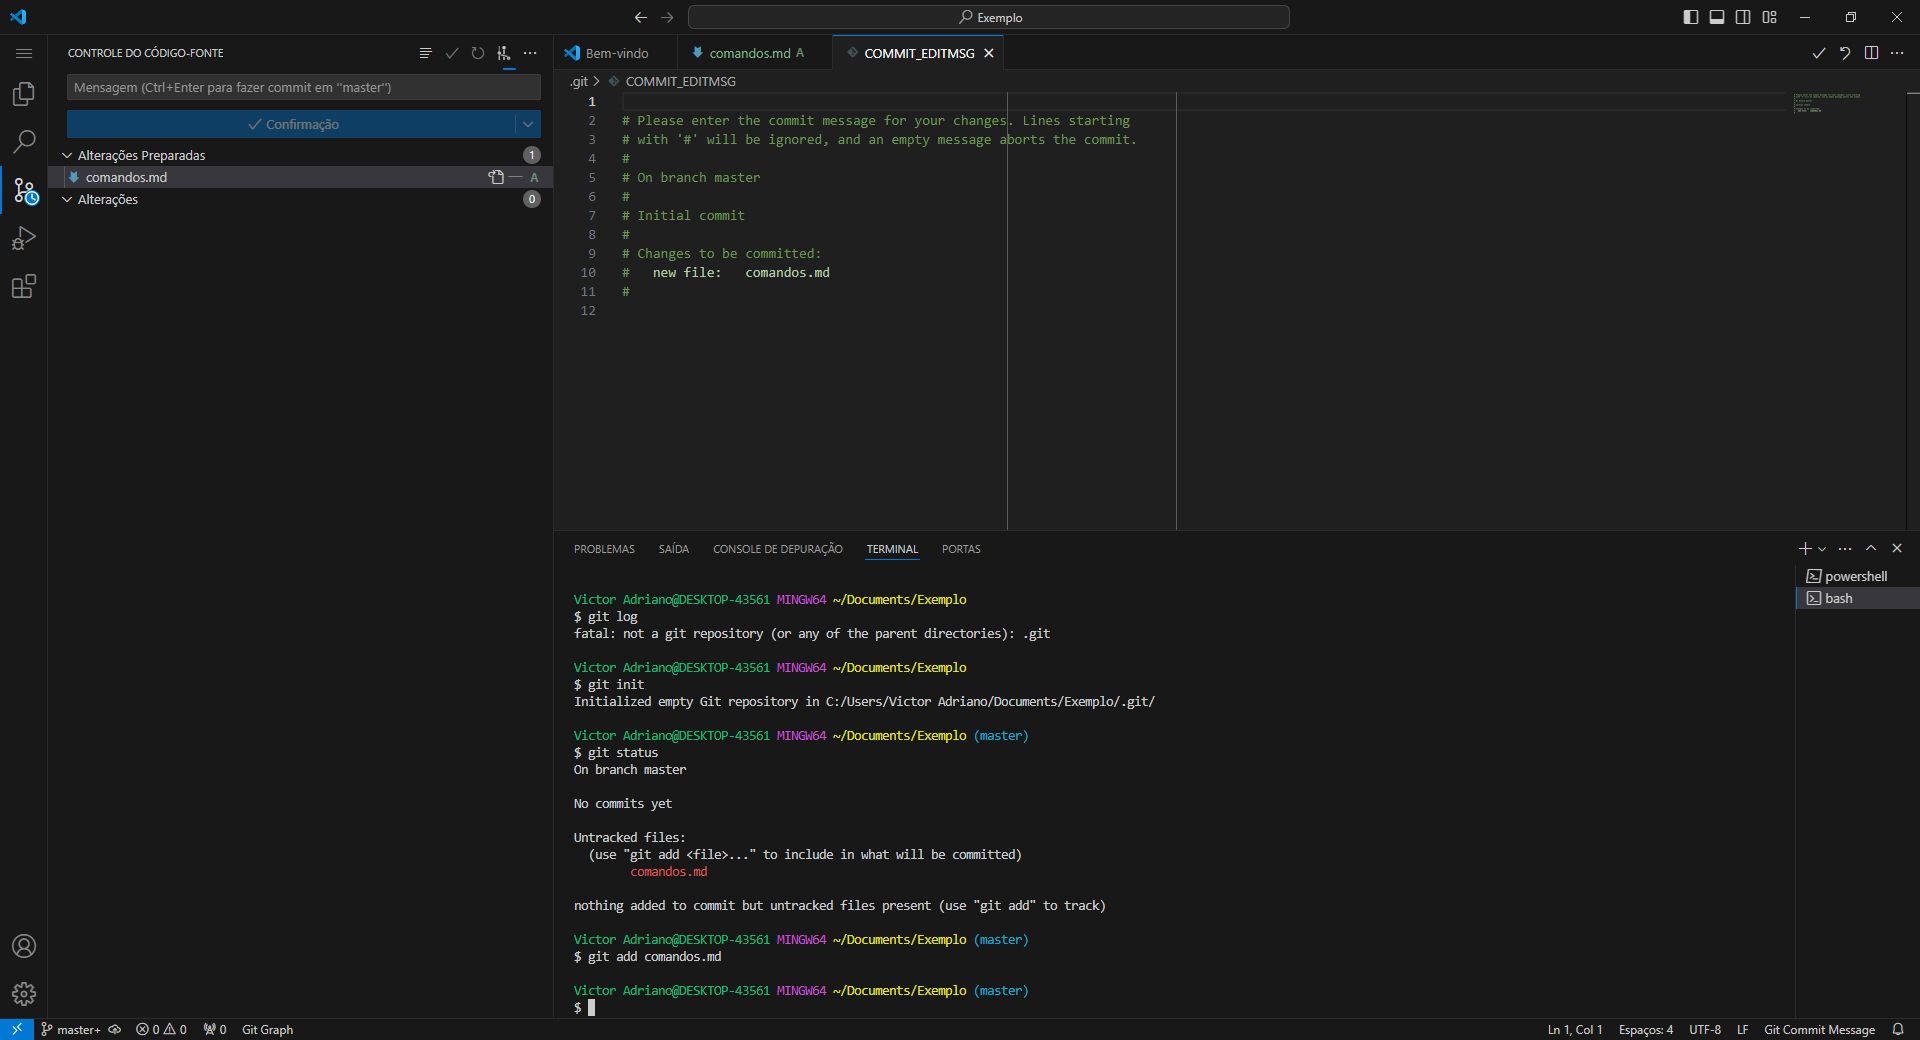 Exemplo
CONTROLE DO CÓDIGO-FONTE
Mensagem (Ctrl+Enter para fazer commit em "master")
Confirmação
Alterações Preparadas 1
comandos.md A
Alterações 0
Bem-vindo
comandos.md A
COMMIT_EDITMSG
.git > COMMIT_EDITMSG
1
2 # Please enter the commit message for your changes. Lines starting
3 # with '#' will be ignored, and an empty message aborts the commit.
4 #
5 # On branch master
6 #
7 # Initial commit
8 #
9 # Changes to be committed:
10 #   new file:   comandos.md
11 #
12
PROBLEMAS SAÍDA CONSOLE DE DEPURAÇÃO TERMINAL PORTAS
powershell
bash
Victor Adriano@DESKTOP-43561 MINGW64 ~/Documents/Exemplo
$ git log
fatal: not a git repository (or any of the parent directories): .git
Victor Adriano@DESKTOP-43561 MINGW64 ~/Documents/Exemplo
$ git init
Initialized empty Git repository in C:/Users/Victor Adriano/Documents/Exemplo/.git/
Victor Adriano@DESKTOP-43561 MINGW64 ~/Documents/Exemplo (master)
$ git status
On branch master
No commits yet
Untracked files:
(use "git add <file>..." to include in what will be committed)
comandos.md
nothing added to commit but untracked files present (use "git add" to track)
Victor Adriano@DESKTOP-43561 MINGW64 ~/Documents/Exemplo (master)
$ git add comandos.md
Victor Adriano@DESKTOP-43561 MINGW64 ~/Documents/Exemplo (master)
$
master+ 0 0 0 Git Graph Ln 1, Col 1 Espaços: 4 UTF-8 LF Git Commit Message